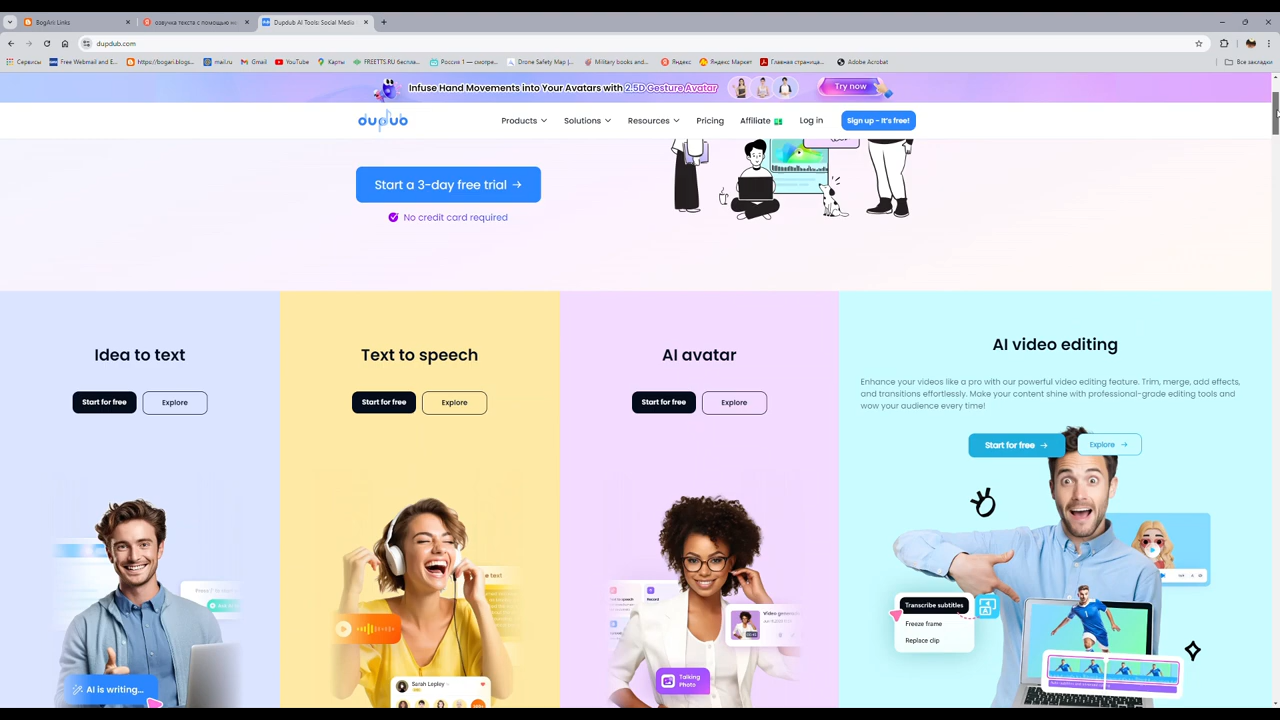 BogArii Links
озвучка текста с помощью не
Dupdub AI Tools: Social Media
dupdub.com
Сервисы
Free Webmail and E...
https://bogari.blogs...
mail.ru
Gmail
YouTube
Карты
FREETTS.RU беспла...
Россия 1 — смотре...
Drone Safety Map |...
Military books and...
Яндекс
Яндекс Маркет
Главная страница...
Adobe Acrobat
Все закладки
Infuse Hand Movements into Your Avatars with 2.5D Gesture Avatar
Try now
dupdub
Products
Solutions
Resources
Pricing
Affiliate
Log in
Sign up - It's free!
Start a 3-day free trial →
No credit card required
Idea to text
Start for free
Explore
Text to speech
Start for free
Explore
AI avatar
Start for free
Explore
AI video editing
Enhance your videos like a pro with our powerful video editing feature. Trim, merge, add effects,
and transitions effortlessly. Make your content shine with professional-grade editing tools and
wow your audience every time!
Start for free →
Explore →
AI is writing...
Sarah Lepley
Record
Talking
Photo
Transcribe subtitles
Freeze frame
Replace clip